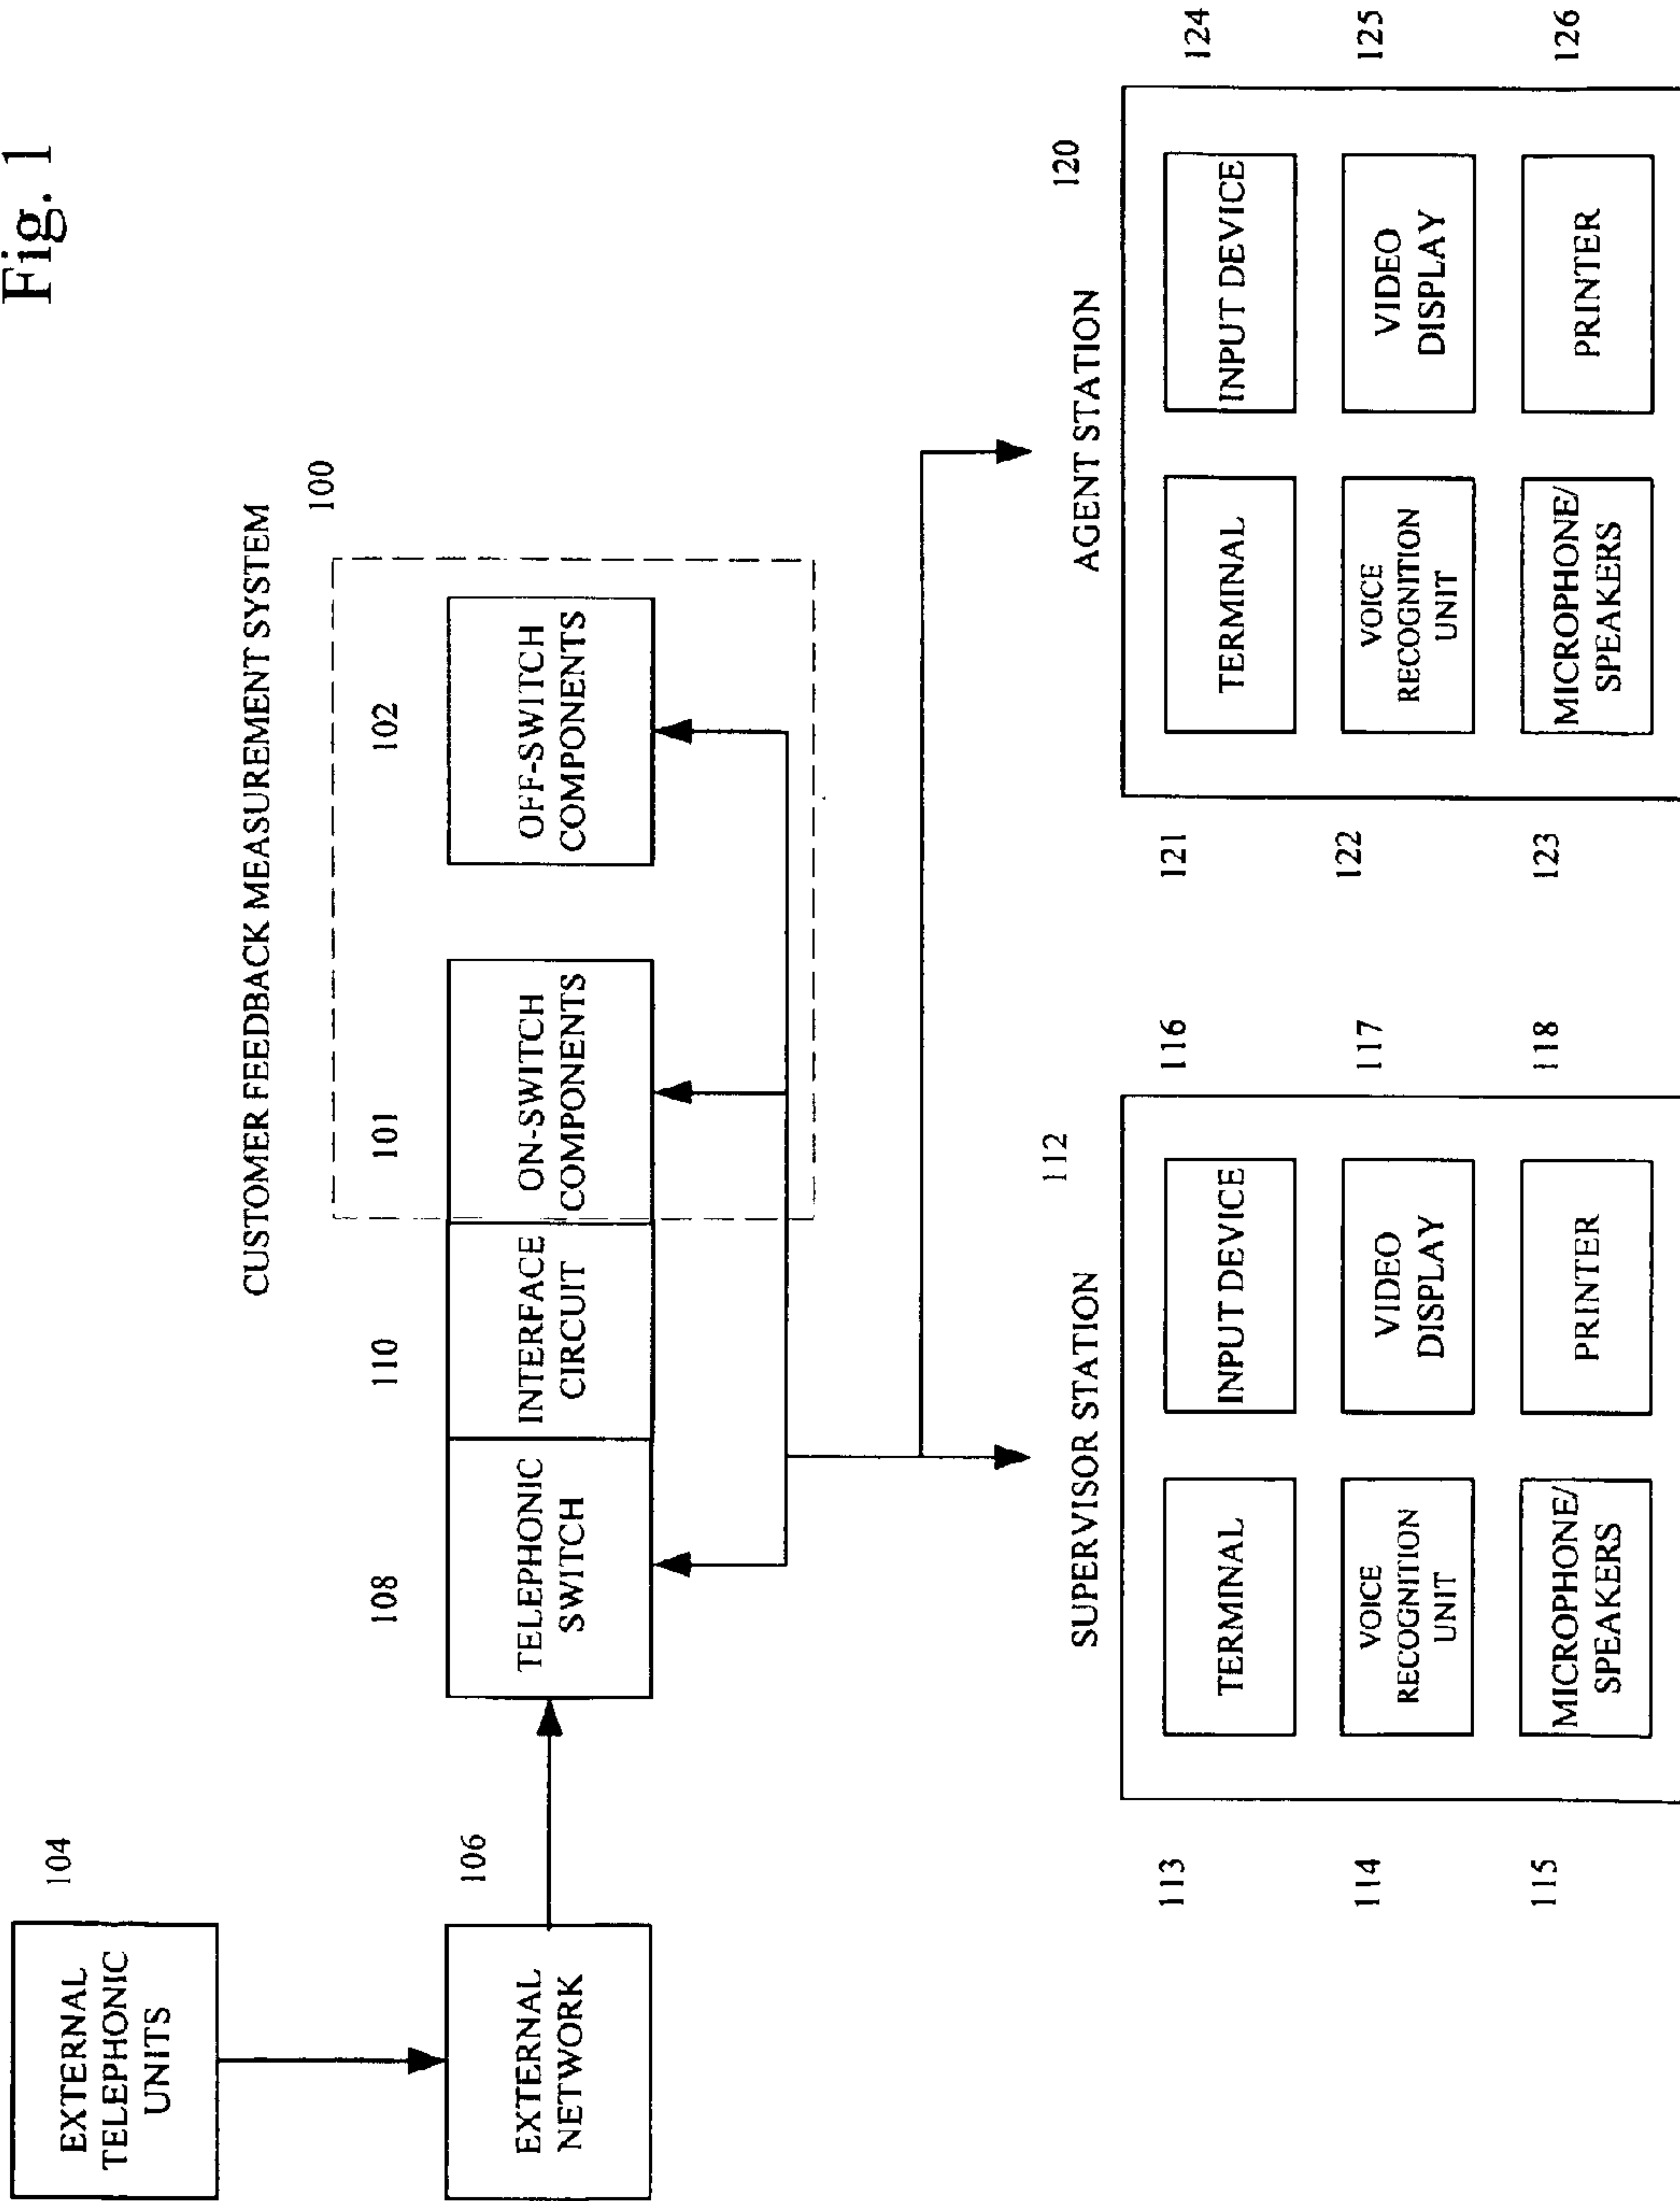 Fig. 1
104
EXTERNAL
TELEPHONIC
UNITS
CUSTOMER FEEDBACK MEASUREMENT SYSTEM
100
106
108
110
101
102
EXTERNAL
NETWORK
TELEPHONIC
SWITCH
INTERFACE
CIRCUIT
ON-SWITCH
COMPONENTS
OFF-SWITCH
COMPONENTS
SUPERVISOR STATION
112
113
TERMINAL
INPUT DEVICE
116
114
VOICE
RECOGNITION
UNIT
VIDEO
DISPLAY
117
115
MICROPHONE/
SPEAKERS
PRINTER
118
AGENT STATION
120
121
TERMINAL
INPUT DEVICE
124
122
VOICE
RECOGNITION
UNIT
VIDEO
DISPLAY
125
123
MICROPHONE/
SPEAKERS
PRINTER
126